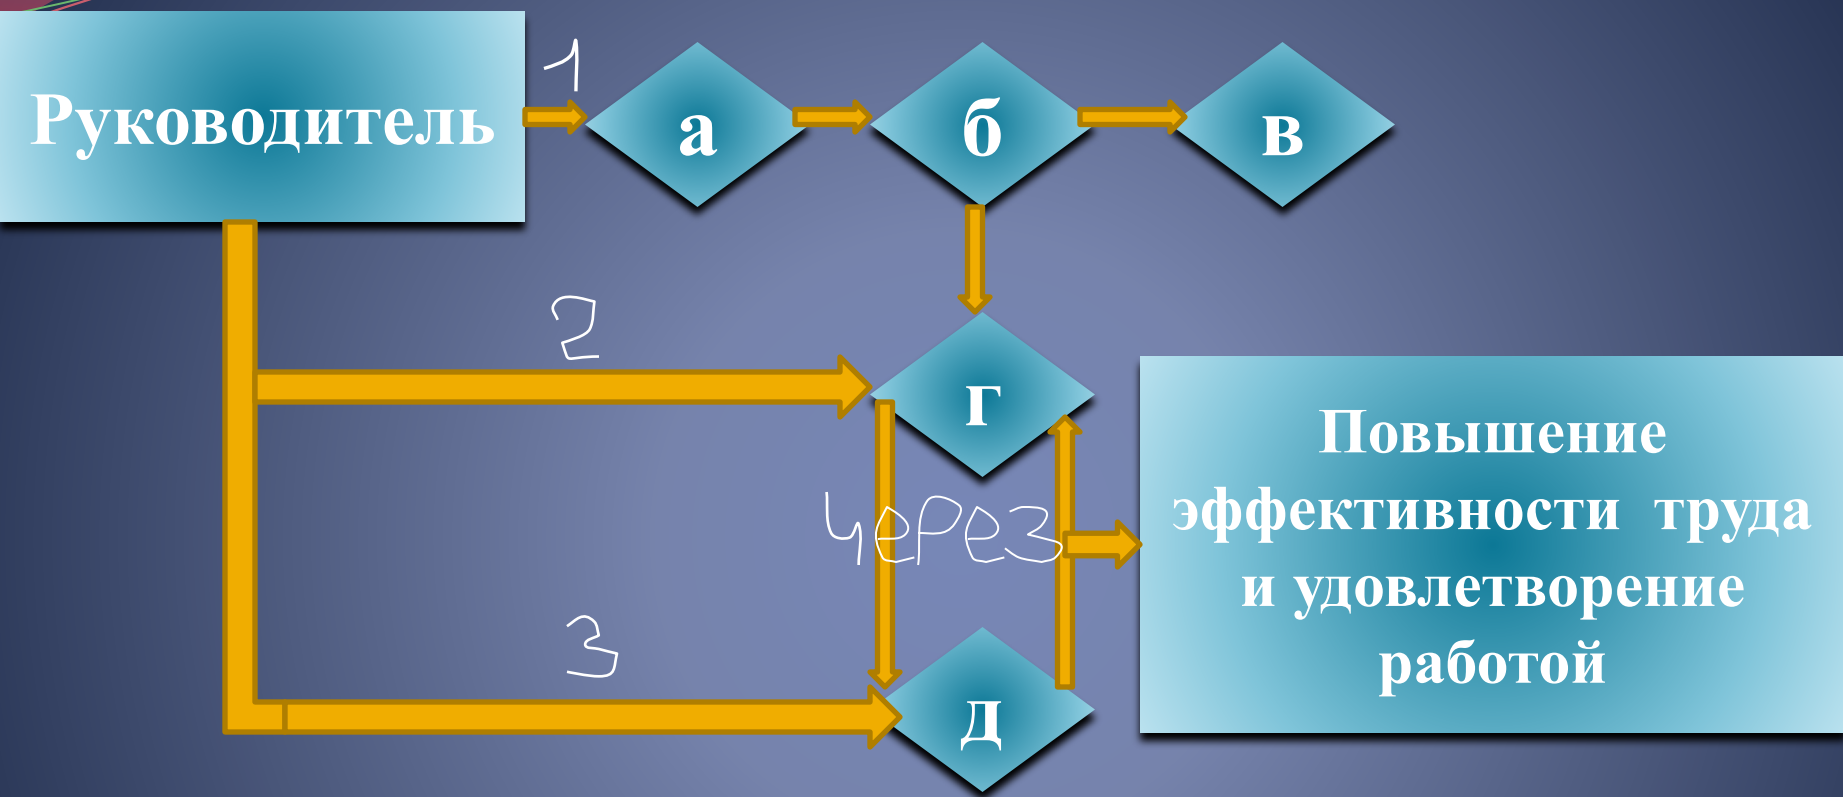 Руководитель
1
а
б
в
2
г
через
3
д
Повышение
эффективности труда
и удовлетворение
работой